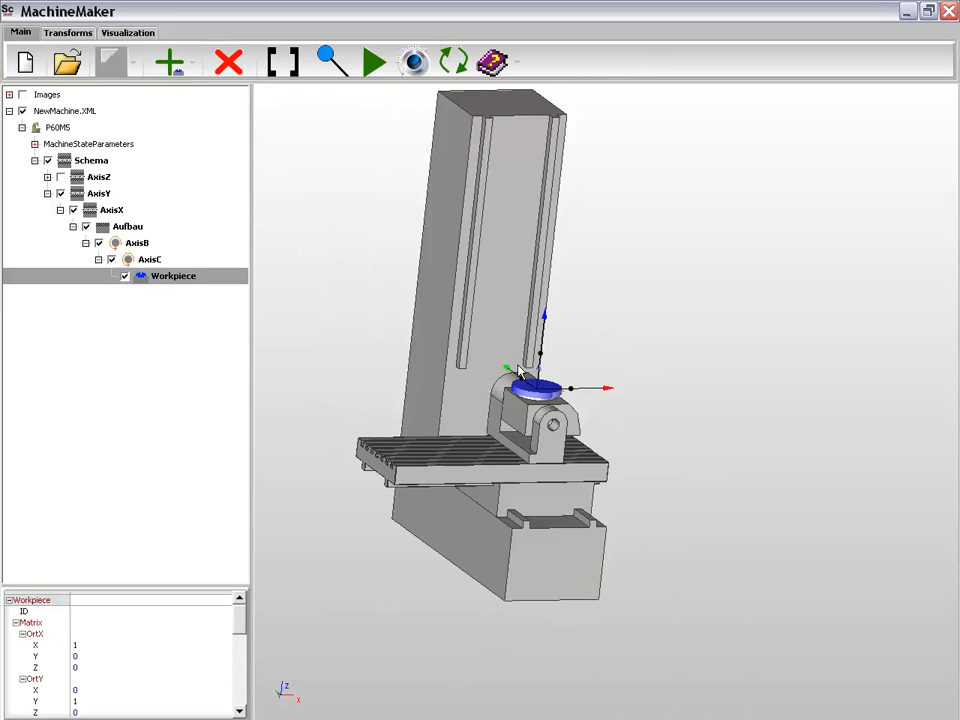 Sc MachineMaker
Main Transforms Visualization
Images
NewMachine.XML
P60M5
MachineStateParameters
Schema
AxisZ
AxisY
AxisX
Aufbau
AxisB
AxisC
Workpiece
Workpiece
ID
Matrix
OrtX
X 1
Y 0
Z 0
OrtY
X 0
Y 1
Z 0
Z
Y X